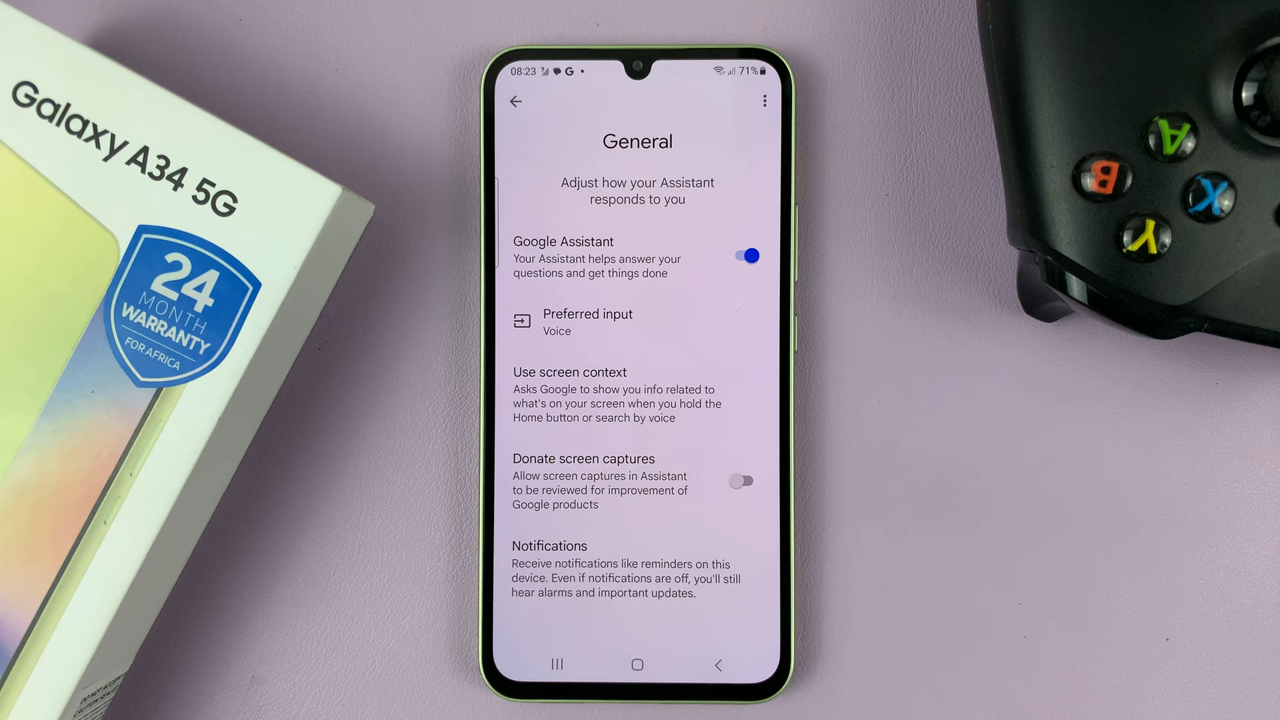 Galaxy A34 5G
24
MONTH
WARRANTY
FOR AFRICA
08:23
71%
General
Adjust how your Assistant
responds to you
Google Assistant
Your Assistant helps answer your
questions and get things done
Preferred input
Voice
Use screen context
Asks Google to show you info related to
what's on your screen when you hold the
Home button or search by voice
Donate screen captures
Allow screen captures in Assistant
to be reviewed for improvement of
Google products
Notifications
Receive notifications like reminders on this
device. Even if notifications are off, you'll still
hear alarms and important updates.
A
B
X
Y